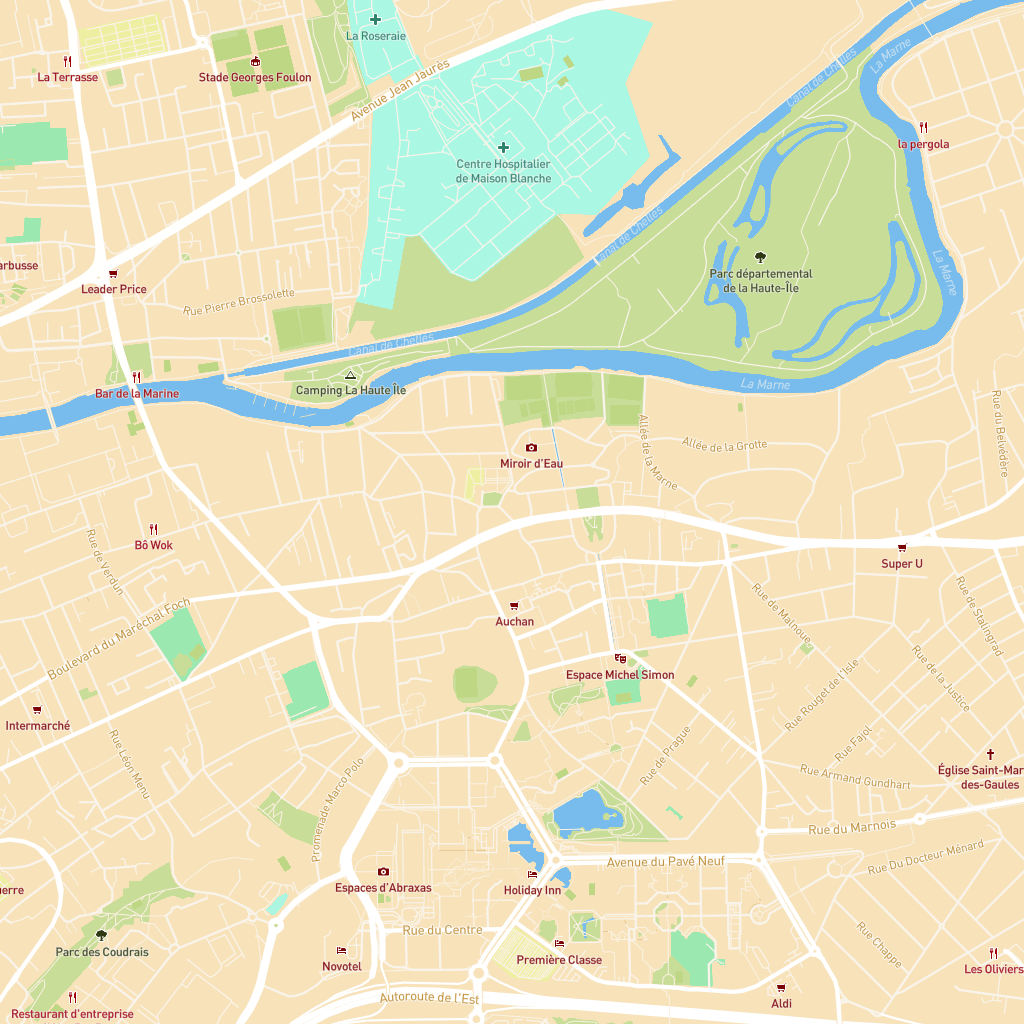 La Roseraie
La Terrasse
Stade Georges Foulon
Avenue Jean Jaurès
Canal de Chelles
La Marne
la pergola
Centre Hospitalier
de Maison Blanche
Canal de Chelles
La Marne
Parc départemental
de la Haute-Île
arbusse
Leader Price
Rue Pierre Brossolette
Canal de Chelles
La Marne
Bar de la Marine
Camping La Haute Île
Rue du Belvédère
Allée de la Marne
Allée de la Grotte
Miroir d'Eau
Bô Wok
Rue de Verdun
Super U
Boulevard du Maréchal Foch
Auchan
Rue de Malnoue
Rue de Stalingrad
Espace Michel Simon
Rue de la Justice
Rue Rouget de l'Isle
Intermarché
Rue Léon Menu
Rue de Prague
Rue Fajol
Église Saint-Mar
des-Gaules
Promenade Marco Polo
Rue Armand Gundhart
Rue du Marnois
Rue Du Docteur Ménard
Avenue du Pavé Neuf
uerre
Espaces d'Abraxas
Holiday Inn
Rue du Centre
Rue Chappe
Parc des Coudrais
Novotel
Première Classe
Les Oliviers
Autoroute de l'Est
Aldi
Restaurant d'entreprise